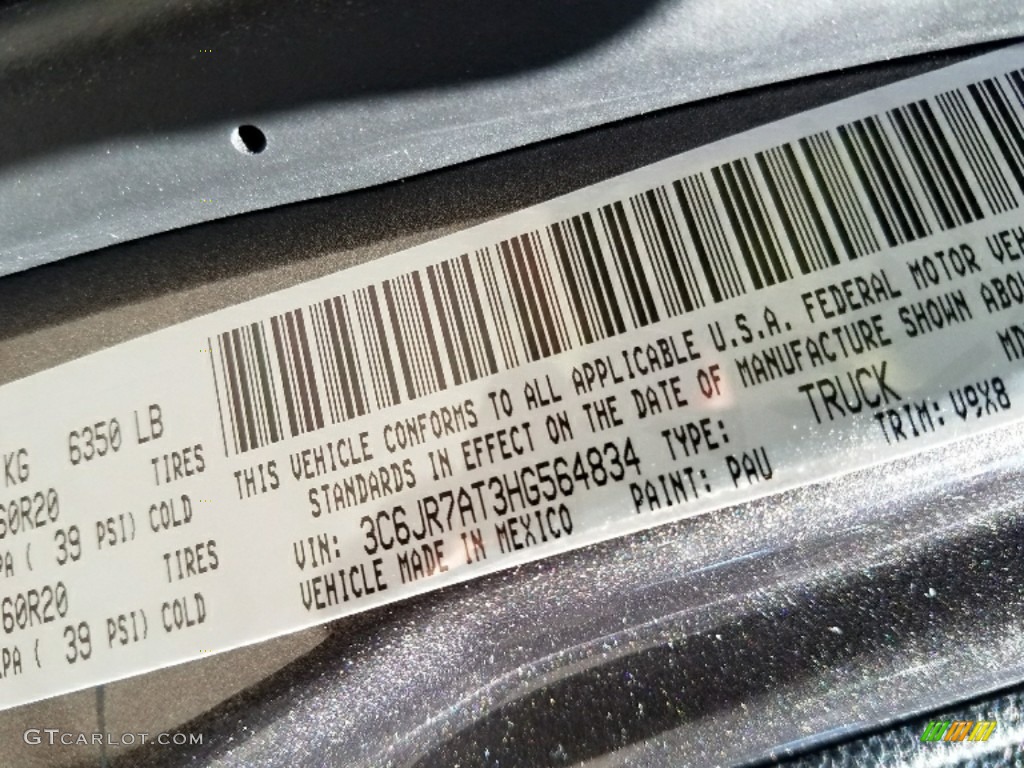 KG 6350 LB
TIRES
60R20
PA ( 39 PSI) COLD
TIRES
60R20
PA ( 39 PSI) COLD
THIS VEHICLE CONFORMS TO ALL APPLICABLE U.S.A. FEDERAL MOTOR VEH
STANDARDS IN EFFECT ON THE DATE OF MANUFACTURE SHOWN ABOU
VIN: 3C6JR7AT3HG564834 TYPE: TRUCK MD
VEHICLE MADE IN MEXICO PAINT: PAU TRIM: V9X8
GTCARLOT.COM